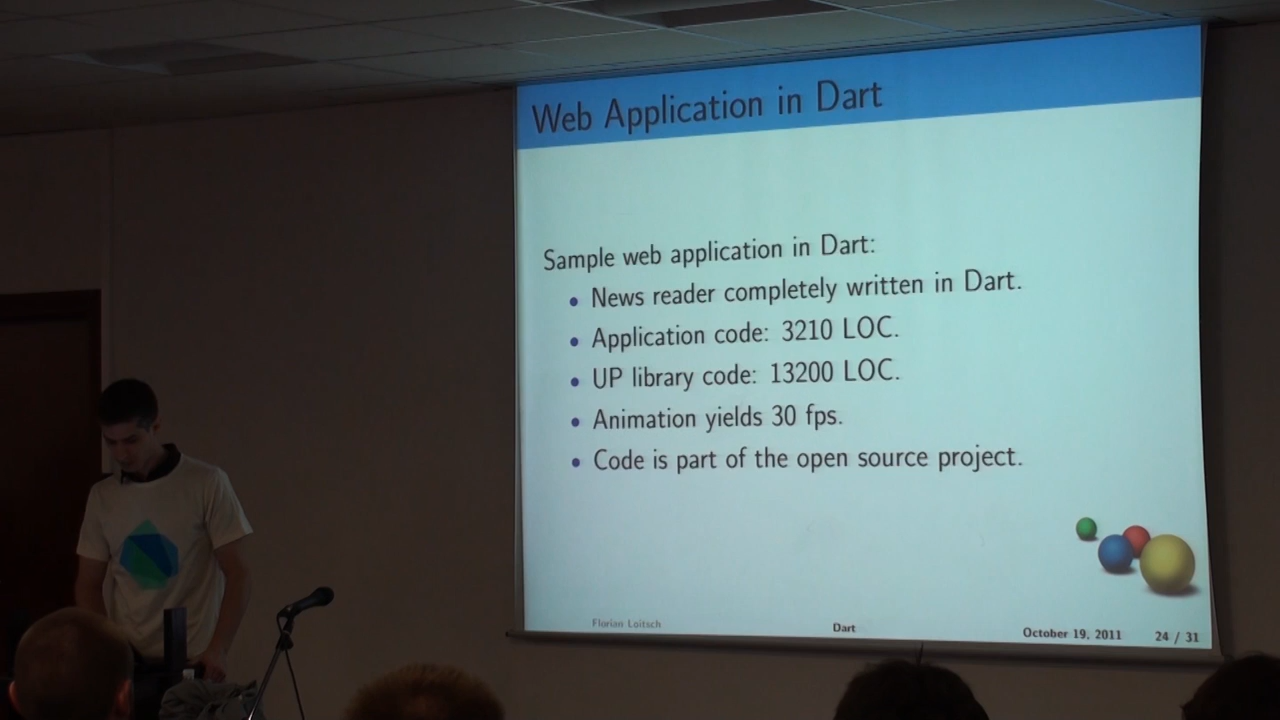 Web Application in Dart
Sample web application in Dart:
• News reader completely written in Dart.
• Application code: 3210 LOC.
• UP library code: 13200 LOC.
• Animation yields 30 fps.
• Code is part of the open source project.
Florian Loitsch Dart October 19, 2011 24 / 31